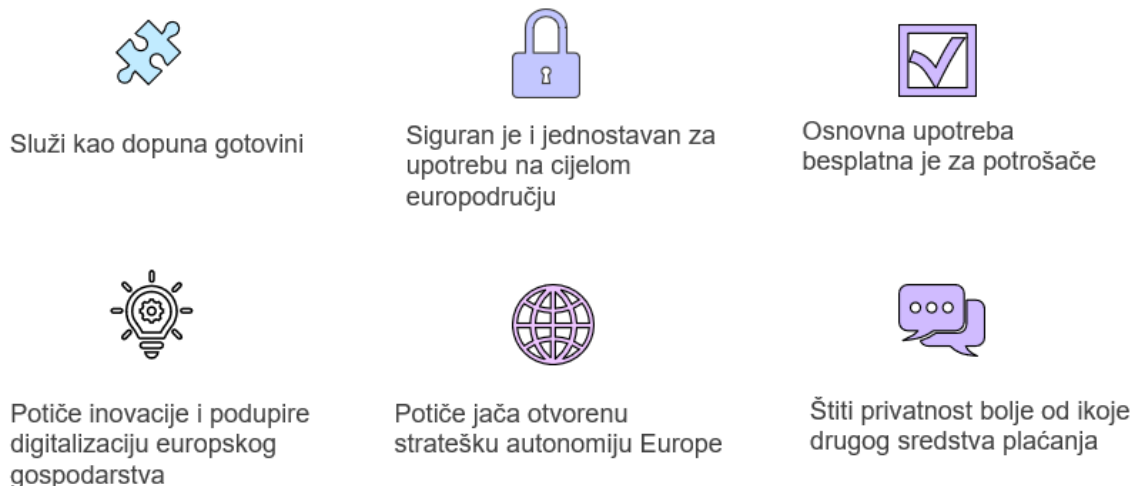 Služi kao dopuna gotovini
Siguran je i jednostavan za
upotrebu na cijelom
europodručju
Osnovna upotreba
besplatna je za potrošače
Potiče inovacije i podupire
digitalizaciju europskog
gospodarstva
Potiče jača otvorenu
stratešku autonomiju Europe
Štiti privatnost bolje od ikoje
drugog sredstva plaćanja